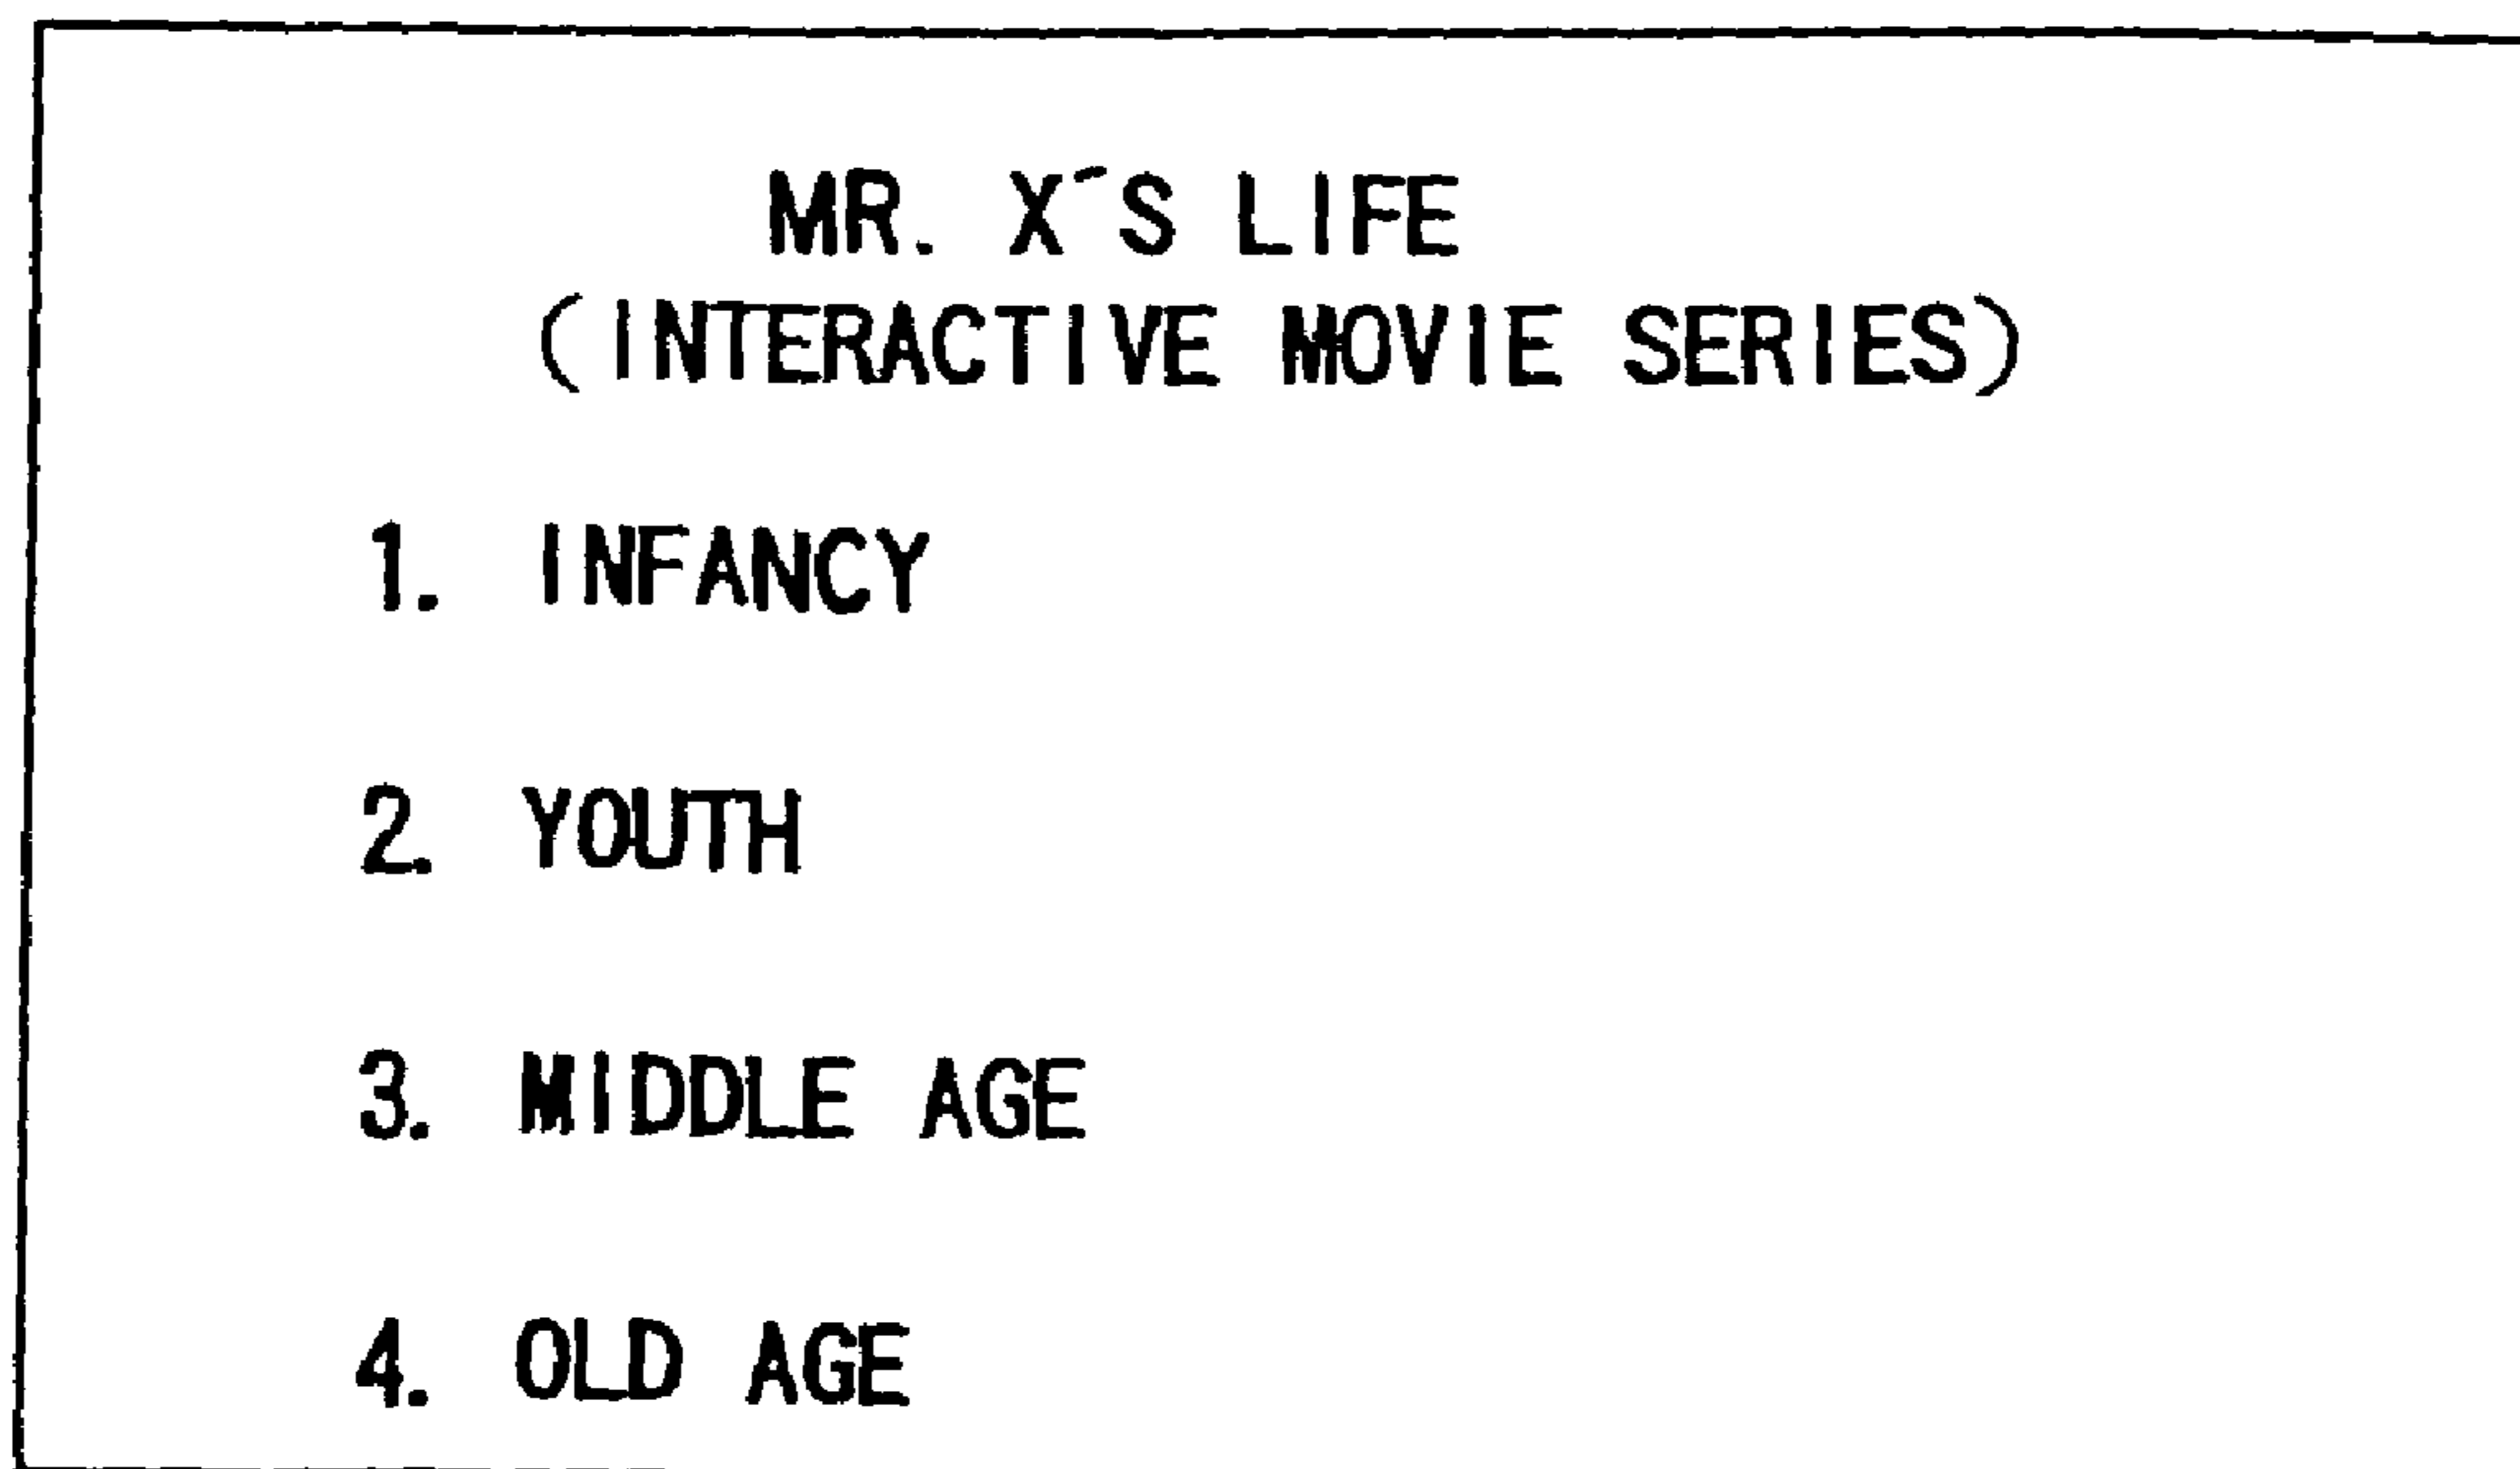 MR. X´S LIFE
(INTERACTIVE MOVIE SERIES)
1. INFANCY
2. YOUTH
3. MIDDLE AGE
4. OLD AGE